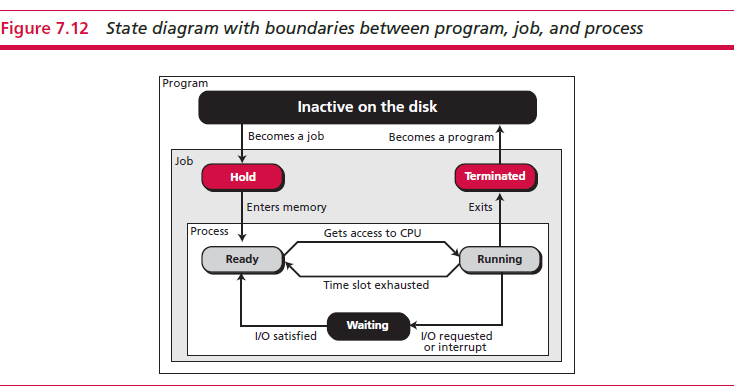 Figure 7.12 State diagram with boundaries between program, job, and process
Program
Inactive on the disk
Becomes a job
Becomes a program
Job
Hold
Terminated
Enters memory
Exits
Process
Gets access to CPU
Ready
Running
Time slot exhausted
Waiting
I/O satisfied
I/O requested
or interrupt